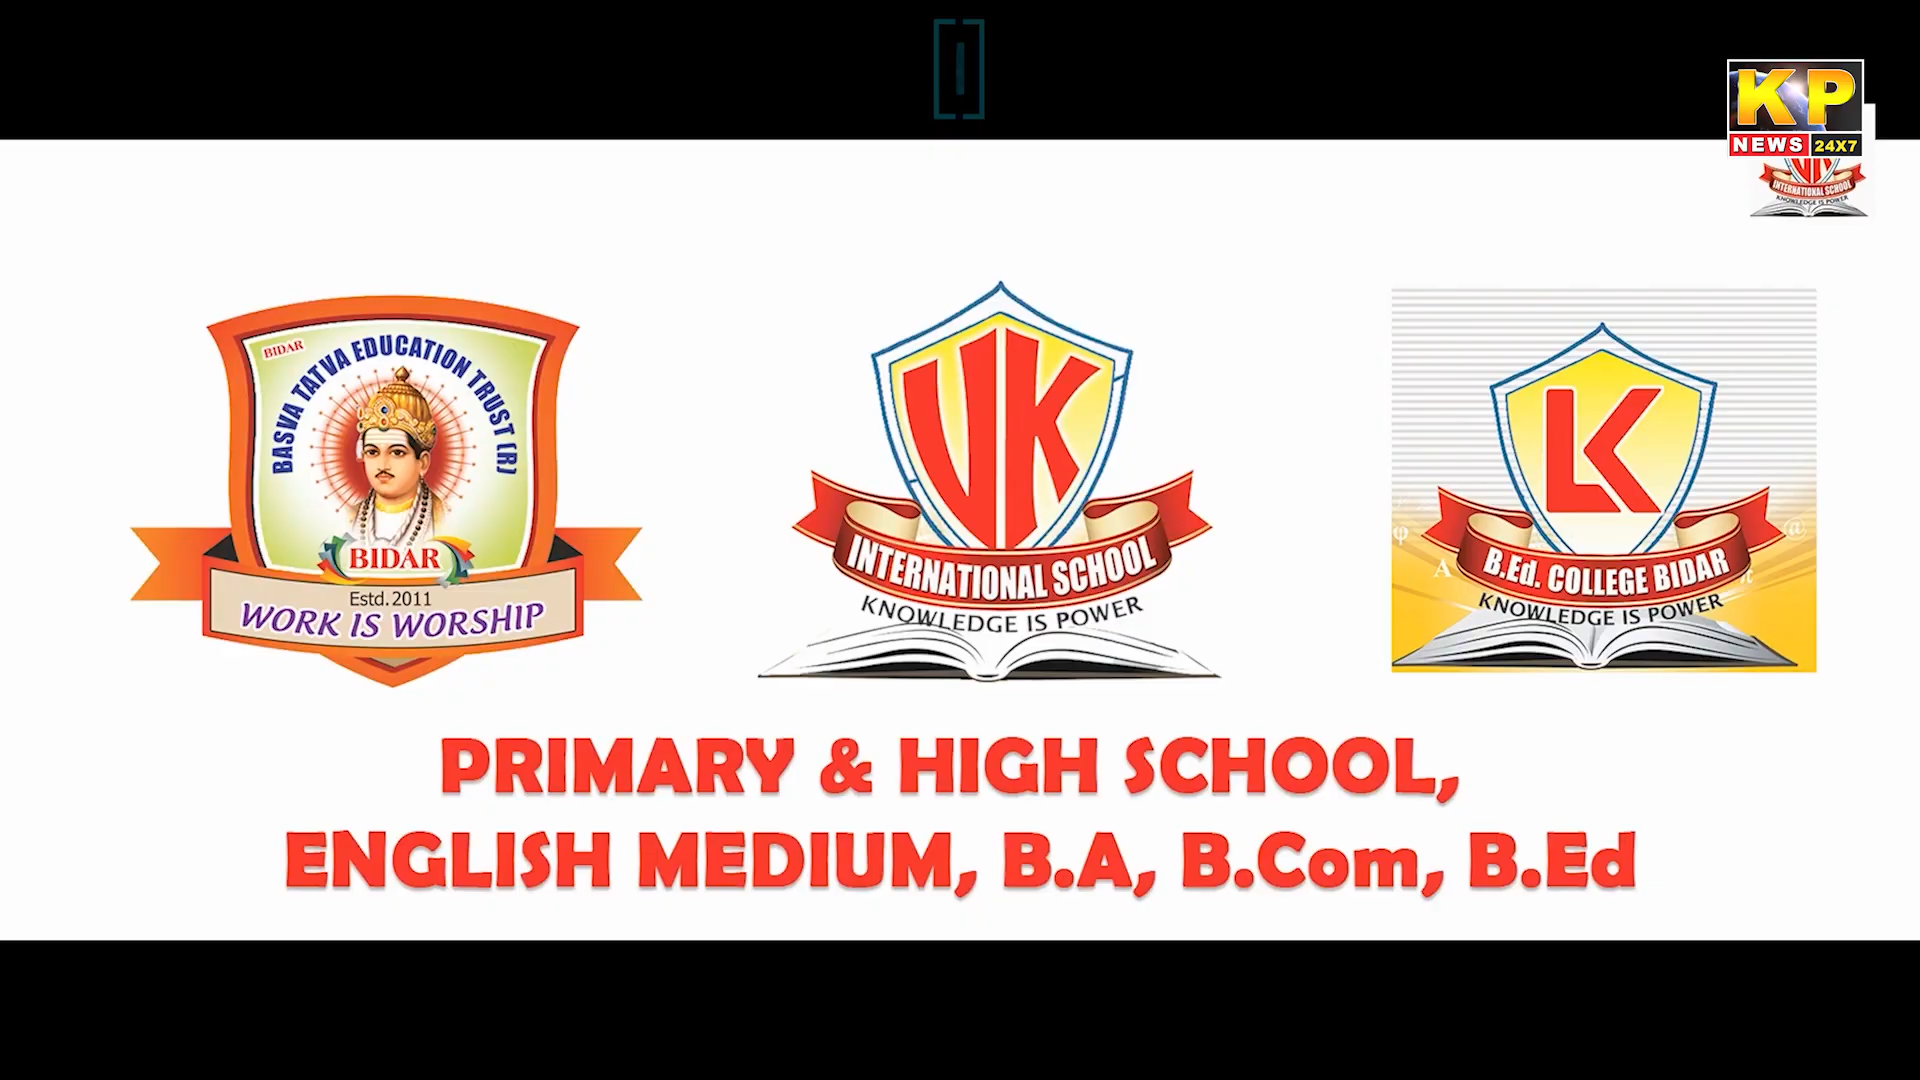 KP
NEWS 24X7
INTERNATIONAL SCHOOL
KNOWLEDGE IS POWER
BIDAR
BASVA TATVA EDUCATION TRUST (R)
BIDAR
Estd. 2011
WORK IS WORSHIP
VK
INTERNATIONAL SCHOOL
KNOWLEDGE IS POWER
LK
B.Ed. COLLEGE BIDAR
KNOWLEDGE IS POWER
PRIMARY & HIGH SCHOOL,
ENGLISH MEDIUM, B.A, B.Com, B.Ed